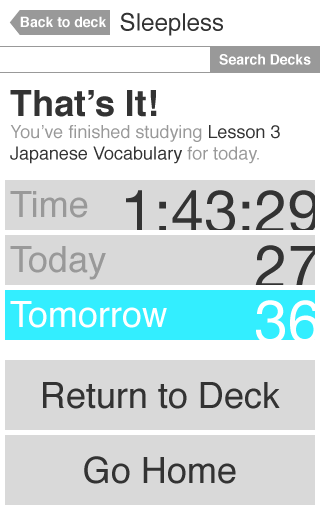 Back to deck Sleepless
Search Decks
That's It!
You've finished studying Lesson 3
Japanese Vocabulary for today.
Time 1:43:29
Today 27
Tomorrow 36
Return to Deck
Go Home